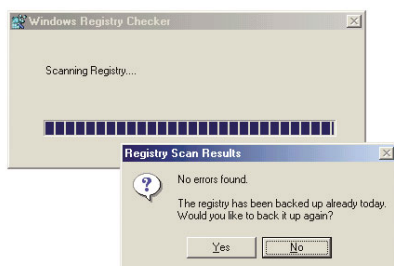 Windows Registry Checker
Scanning Registry....
Registry Scan Results
No errors found.
The registry has been backed up already today.
Would you like to back it up again?
Yes
No